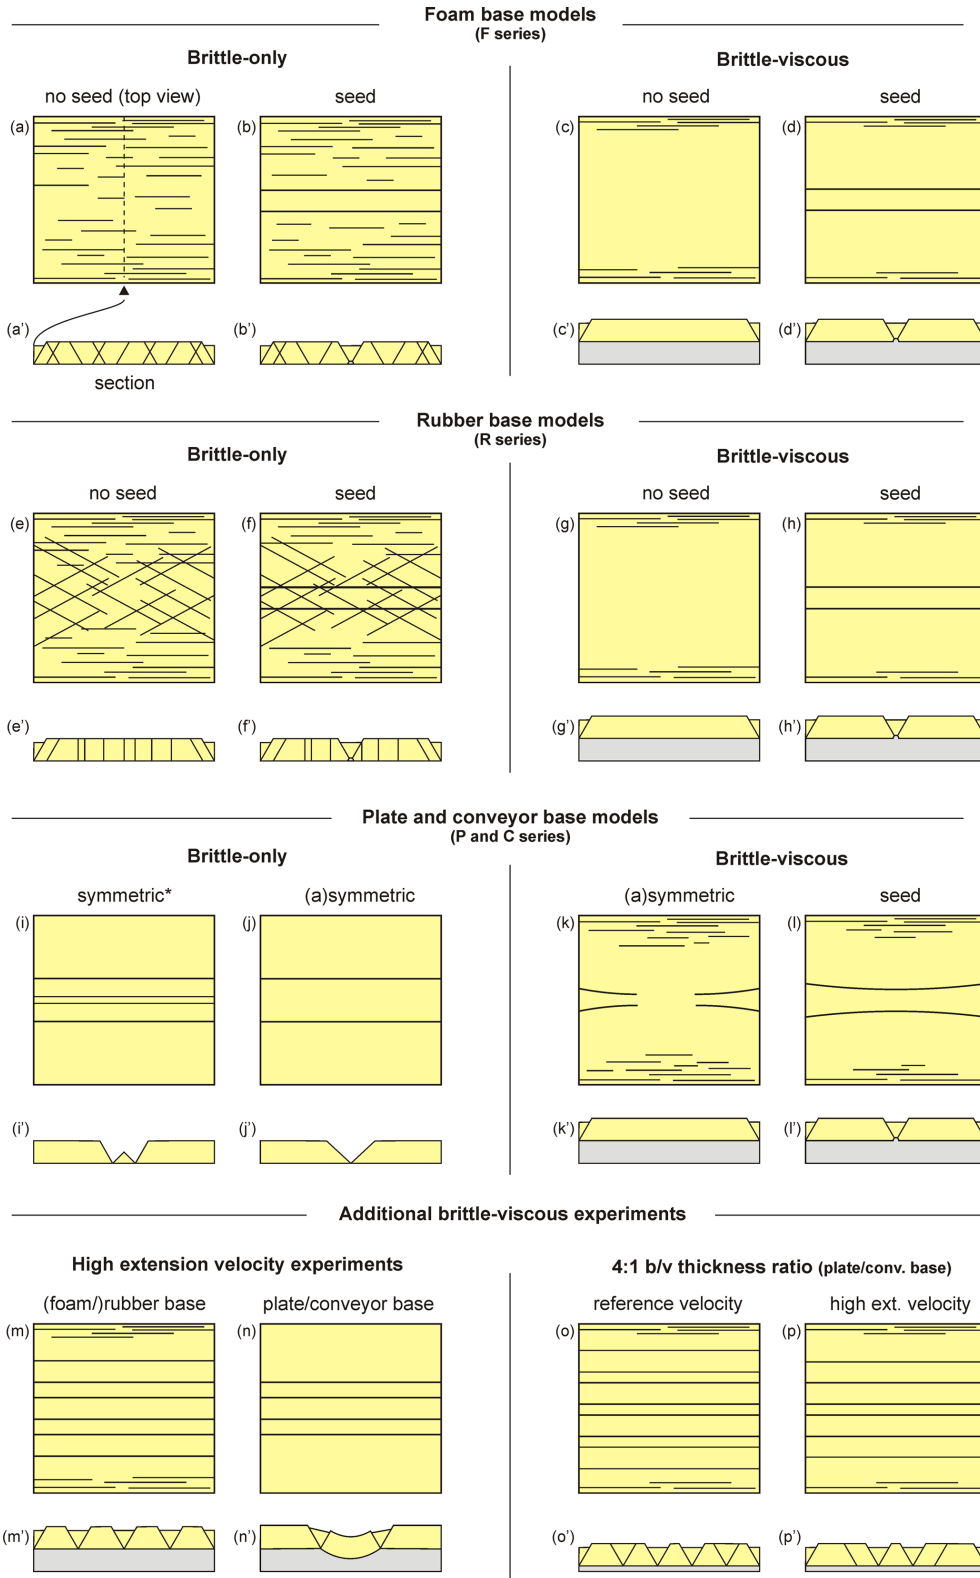 Foam base models
(F series)
Brittle-only
Brittle-viscous
no seed (top view)
seed
no seed
seed
(a)
(b)
(c)
(d)
(a')
(b')
(c')
(d')
section
Rubber base models
(R series)
Brittle-only
Brittle-viscous
no seed
seed
no seed
seed
(e)
(f)
(g)
(h)
(e')
(f')
(g')
(h')
Plate and conveyor base models
(P and C series)
Brittle-only
Brittle-viscous
symmetric*
(a)symmetric
(a)symmetric
seed
(i)
(j)
(k)
(l)
(i')
(j')
(k')
(l')
Additional brittle-viscous experiments
High extension velocity experiments
4:1 b/v thickness ratio (plate/conv. base)
(foam/)rubber base
plate/conveyor base
reference velocity
high ext. velocity
(m)
(n)
(o)
(p)
(m')
(n')
(o')
(p')